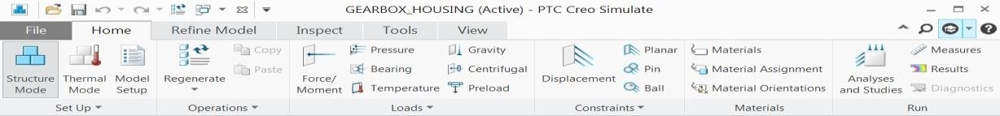 GEARBOX_HOUSING (Active) - PTC Creo Simulate
File Home Refine Model Inspect Tools View
Structure Mode
Thermal Mode
Model Setup
Set Up
Regenerate
Copy
Paste
Operations
Force/ Moment
Pressure
Bearing
Temperature
Gravity
Centrifugal
Preload
Loads
Displacement
Planar
Pin
Ball
Constraints
Materials
Material Assignment
Material Orientations
Materials
Analyses and Studies
Measures
Results
Diagnostics
Run